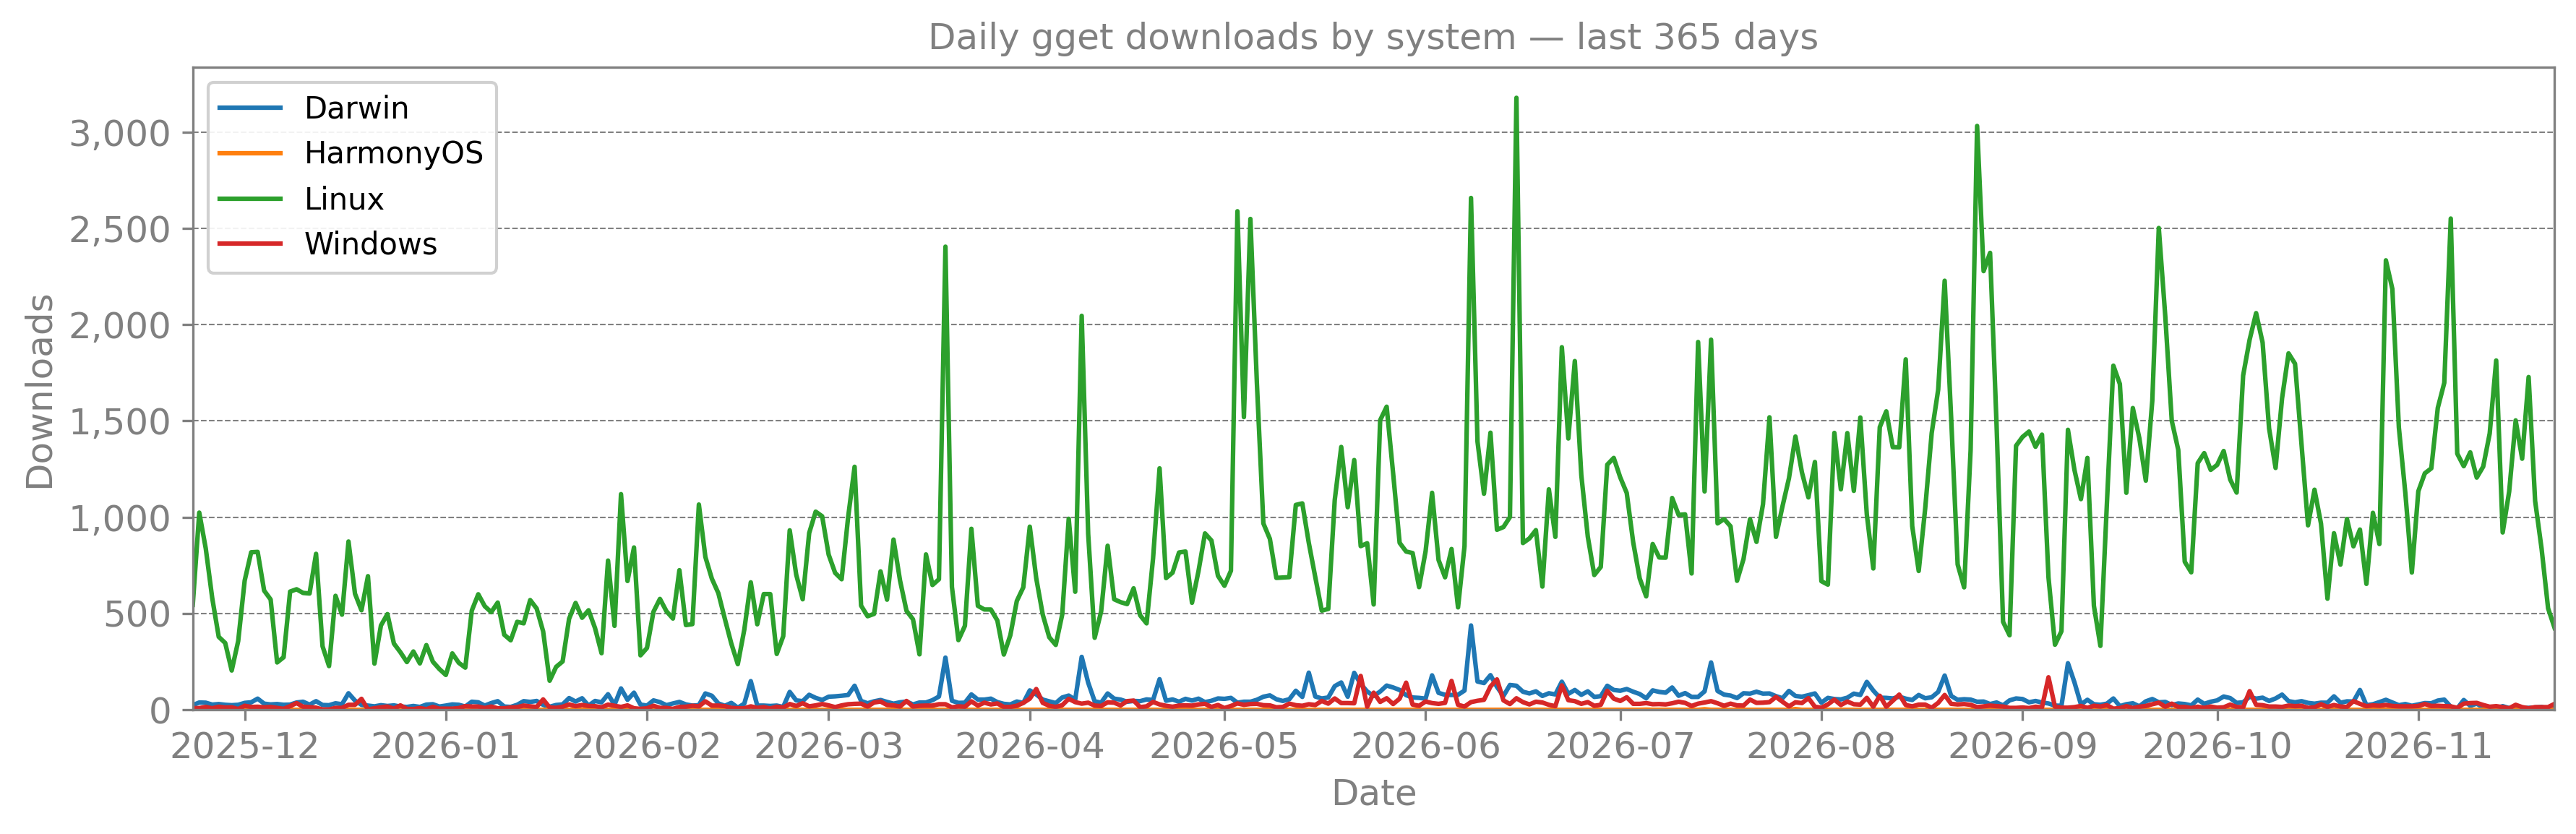 Daily gget downloads by system — last 365 days
Darwin
HarmonyOS
Linux
Windows
Downloads
3,000
2,500
2,000
1,500
1,000
500
0
2025-12 2026-01 2026-02 2026-03 2026-04 2026-05 2026-06 2026-07 2026-08 2026-09 2026-10 2026-11
Date